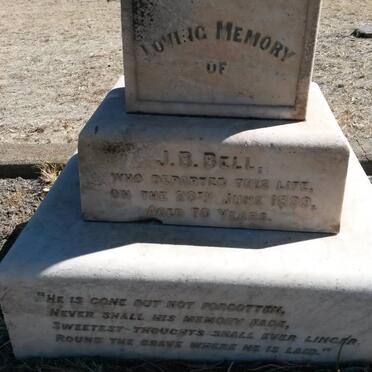 LOVING MEMORY
OF
J. B. BELL,
WHO DEPARTED THIS LIFE,
ON THE JUNE
AGED 70 YEARS.
"HE IS GONE BUT NOT FORGOTTEN,
NEVER SHALL HIS MEMORY FADE,
SWEETEST THOUGHTS SHALL EVER LINGER
ROUND THE GRAVE WHERE HE IS LAID."